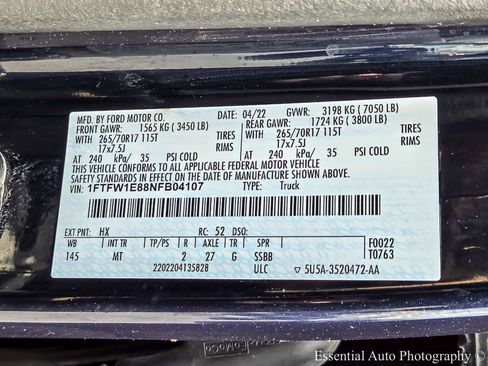 MFD. BY FORD MOTOR CO. 04/22 GVWR: 3198 KG ( 7050 LB)
FRONT GAWR: 1565 KG ( 3450 LB) REAR GAWR: 1724 KG ( 3800 LB)
WITH 265/70R17 115T TIRES WITH 265/70R17 115T TIRES
17x7.5J RIMS 17x7.5J RIMS
AT 240 kPa/ 35 PSI COLD AT 240 kPa/ 35 PSI COLD
THIS VEHICLE CONFORMS TO ALL APPLICABLE FEDERAL MOTOR VEHICLE
SAFETY STANDARDS IN EFFECT ON THE DATE OF MANUFACTURE SHOWN ABOVE.
VIN: 1FTFW1E88NFB04107 TYPE: Truck
EXT PNT: HX RC: 52 DSO: F0022
WB INT TR TP/PS R AXLE TR SPR T0763
145 MT 2 27 G SSBB
2202204135828 ULC 5U5A-3520472-AA
FoMoCo
Essential Auto Photography ©